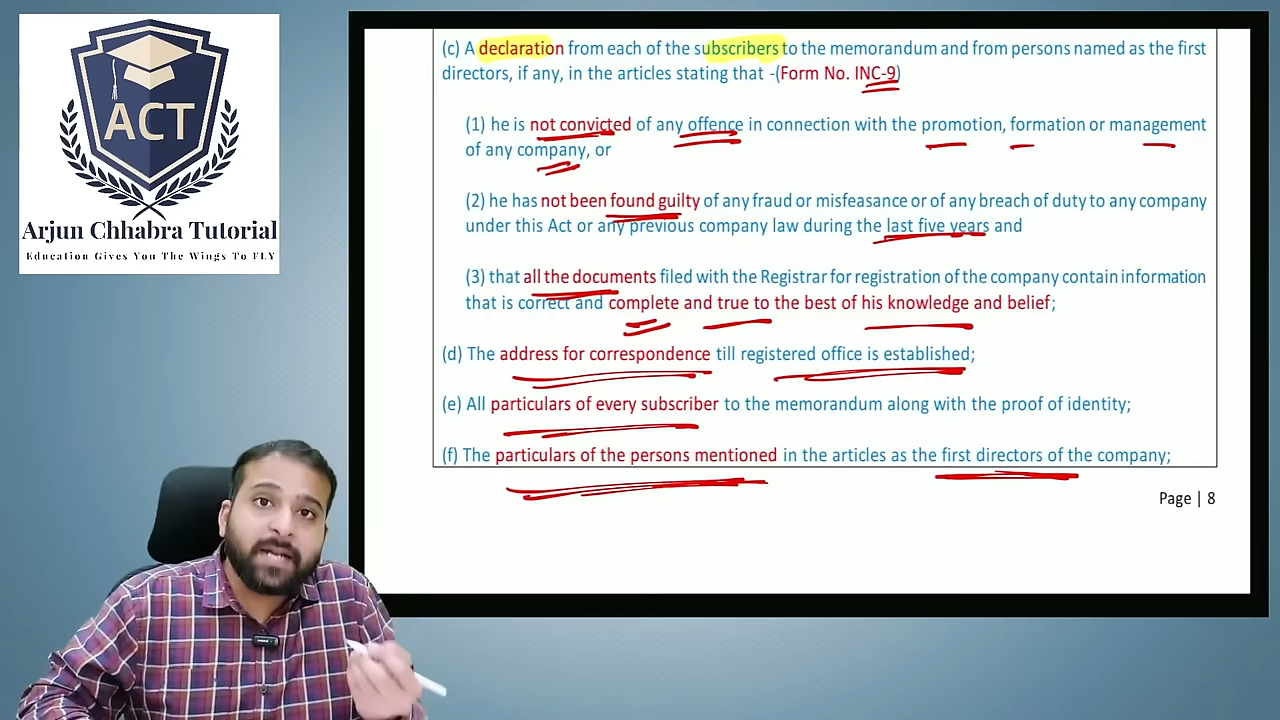 ACT
Arjun Chhabra Tutorial
Education Gives You The Wings To FLY
(c) A declaration from each of the subscribers to the memorandum and from persons named as the first
directors, if any, in the articles stating that -(Form No. INC-9)
(1) he is not convicted of any offence in connection with the promotion, formation or management
of any company, or
(2) he has not been found guilty of any fraud or misfeasance or of any breach of duty to any company
under this Act or any previous company law during the last five years and
(3) that all the documents filed with the Registrar for registration of the company contain information
that is correct and complete and true to the best of his knowledge and belief;
(d) The address for correspondence till registered office is established;
(e) All particulars of every subscriber to the memorandum along with the proof of identity;
(f) The particulars of the persons mentioned in the articles as the first directors of the company;
Page | 8